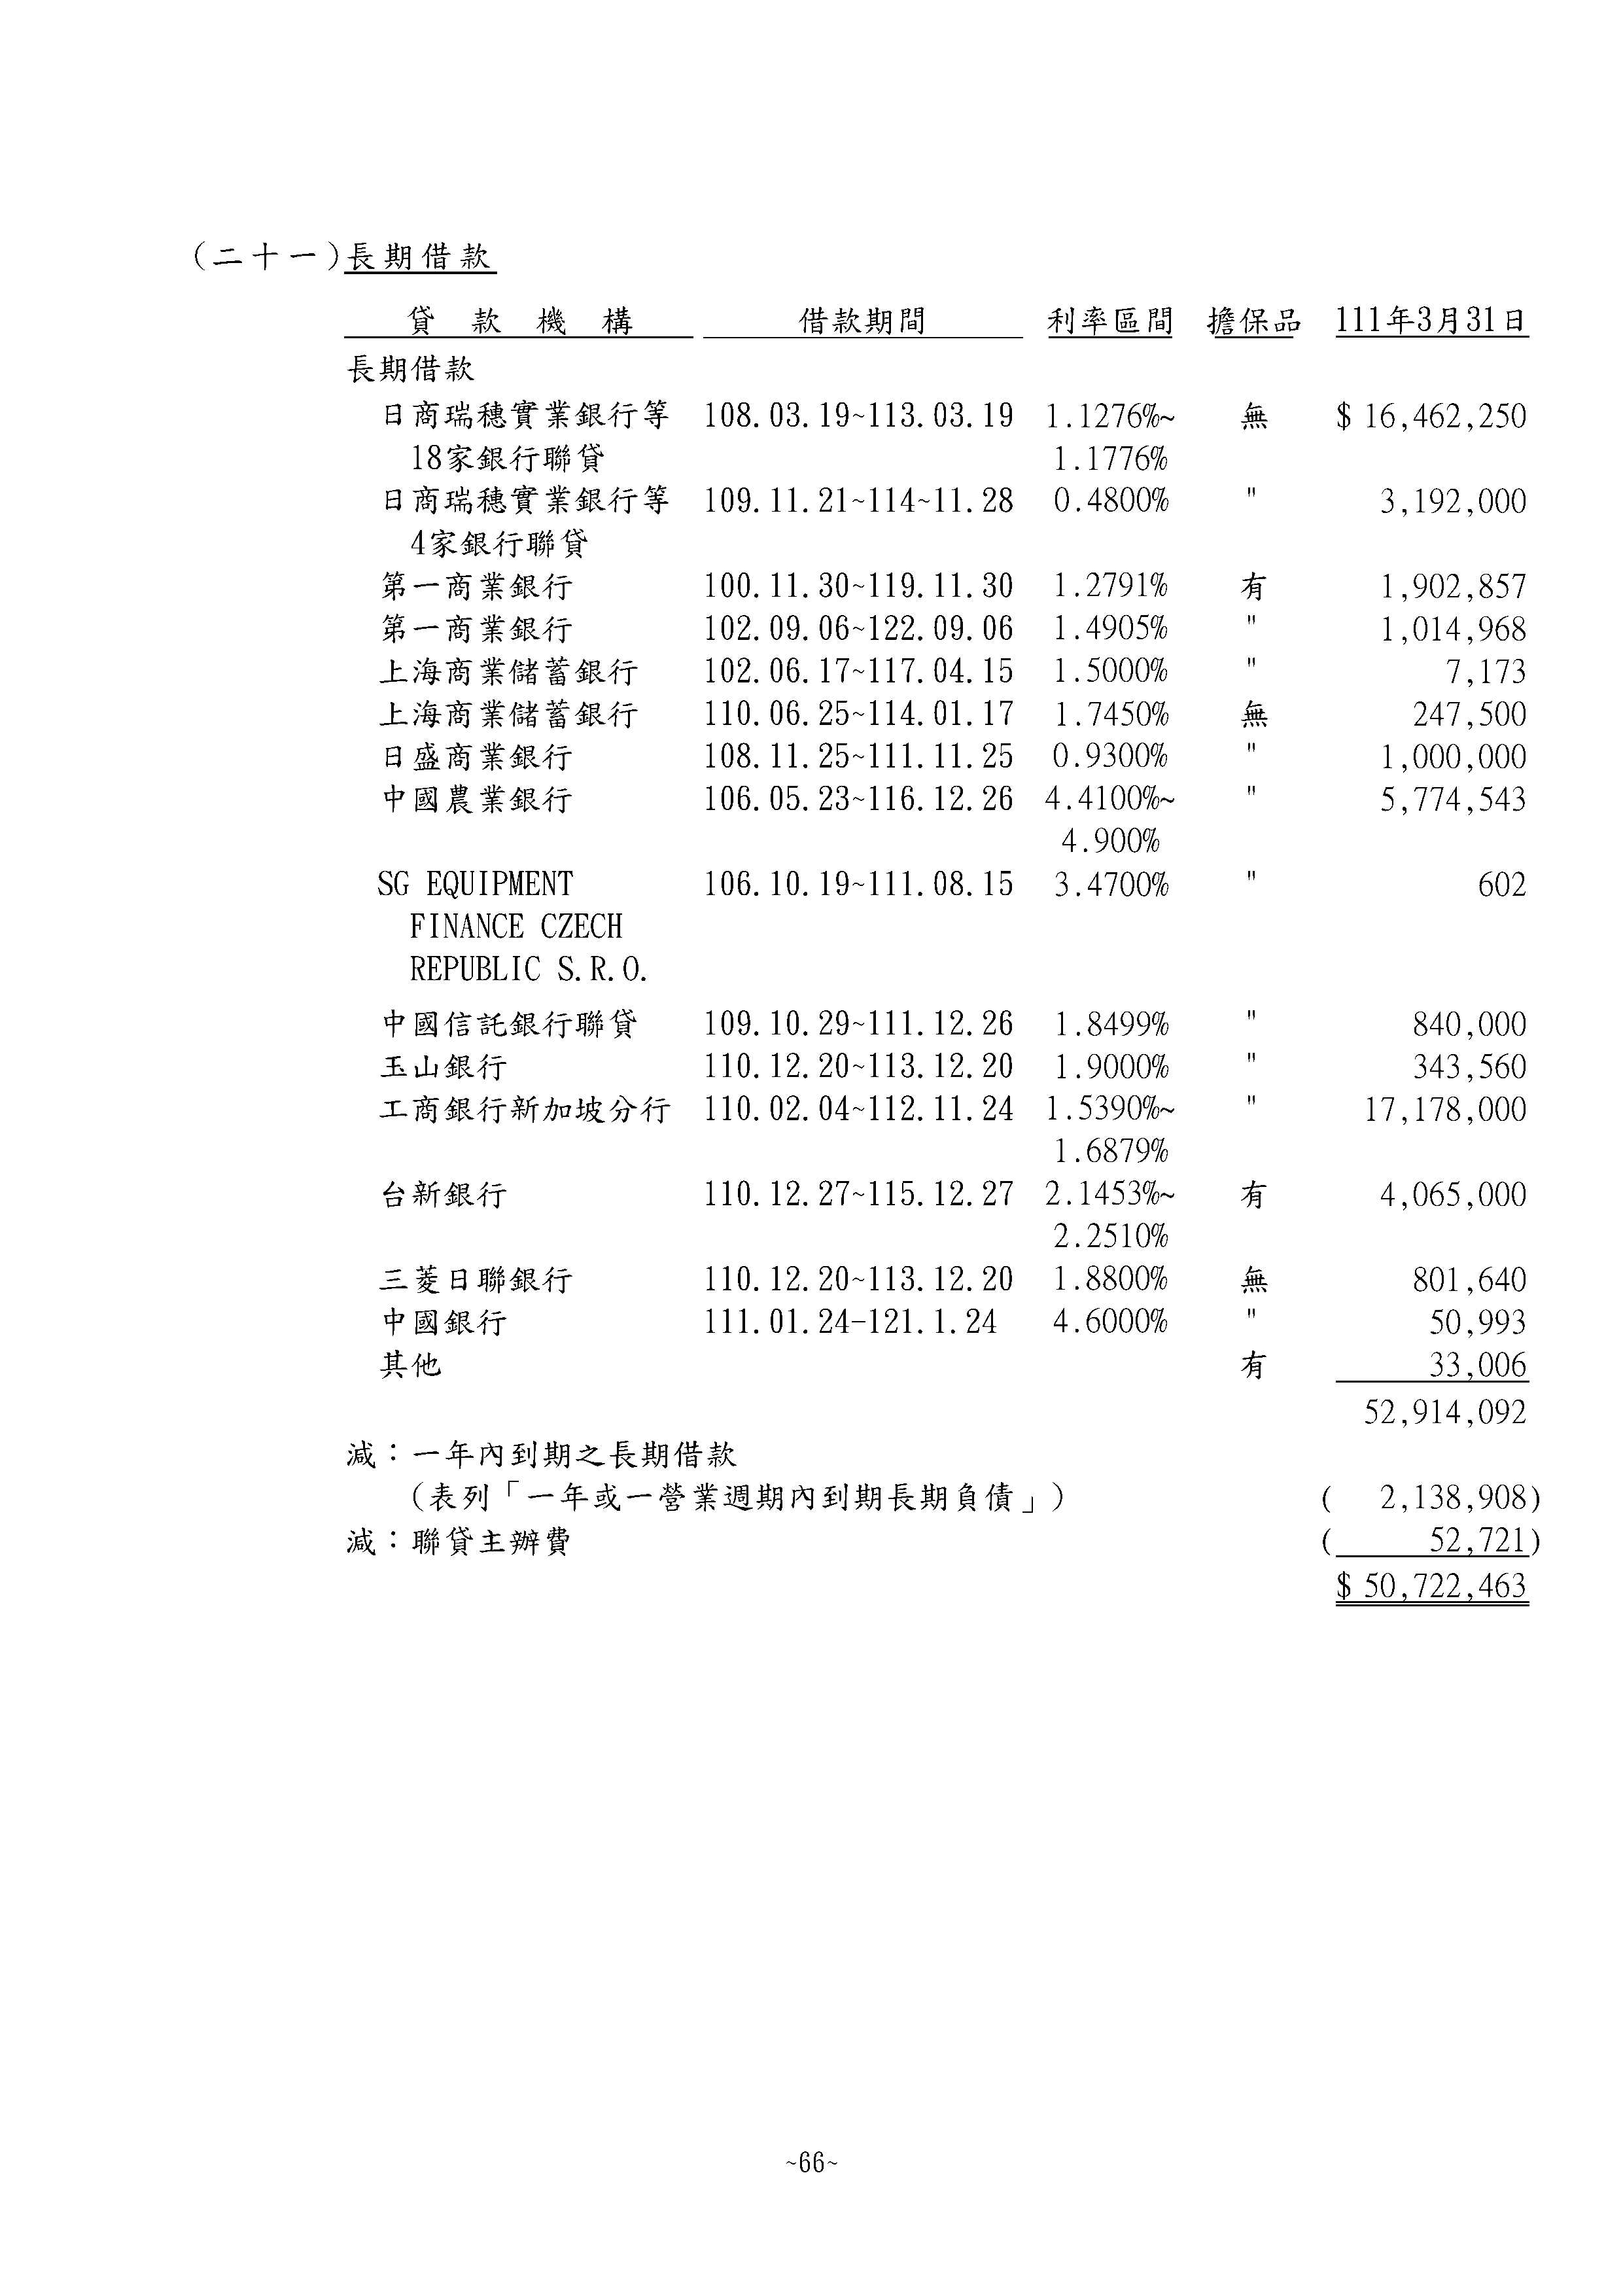 (二十一)長期借款
貸款機構 借款期間 利率區間 擔保品 111年3月31日
長期借款
日商瑞穗實業銀行等 108.03.19~113.03.19 1.1276%~ 無 $ 16,462,250
18家銀行聯貸 1.1776%
日商瑞穗實業銀行等 109.11.21~114~11.28 0.4800% " 3,192,000
4家銀行聯貸
第一商業銀行 100.11.30~119.11.30 1.2791% 有 1,902,857
第一商業銀行 102.09.06~122.09.06 1.4905% " 1,014,968
上海商業儲蓄銀行 102.06.17~117.04.15 1.5000% " 7,173
上海商業儲蓄銀行 110.06.25~114.01.17 1.7450% 無 247,500
日盛商業銀行 108.11.25~111.11.25 0.9300% " 1,000,000
中國農業銀行 106.05.23~116.12.26 4.4100%~ " 5,774,543
4.900%
SG EQUIPMENT 106.10.19~111.08.15 3.4700% " 602
FINANCE CZECH
REPUBLIC S.R.O.
中國信託銀行聯貸 109.10.29~111.12.26 1.8499% " 840,000
玉山銀行 110.12.20~113.12.20 1.9000% " 343,560
工商銀行新加坡分行 110.02.04~112.11.24 1.5390%~ " 17,178,000
1.6879%
台新銀行 110.12.27~115.12.27 2.1453%~ 有 4,065,000
2.2510%
三菱日聯銀行 110.12.20~113.12.20 1.8800% 無 801,640
中國銀行 111.01.24-121.1.24 4.6000% " 50,993
其他 有 33,006
52,914,092
減：一年內到期之長期借款
(表列「一年或一營業週期內到期長期負債」) ( 2,138,908)
減：聯貸主辦費 ( 52,721)
$ 50,722,463
~66~